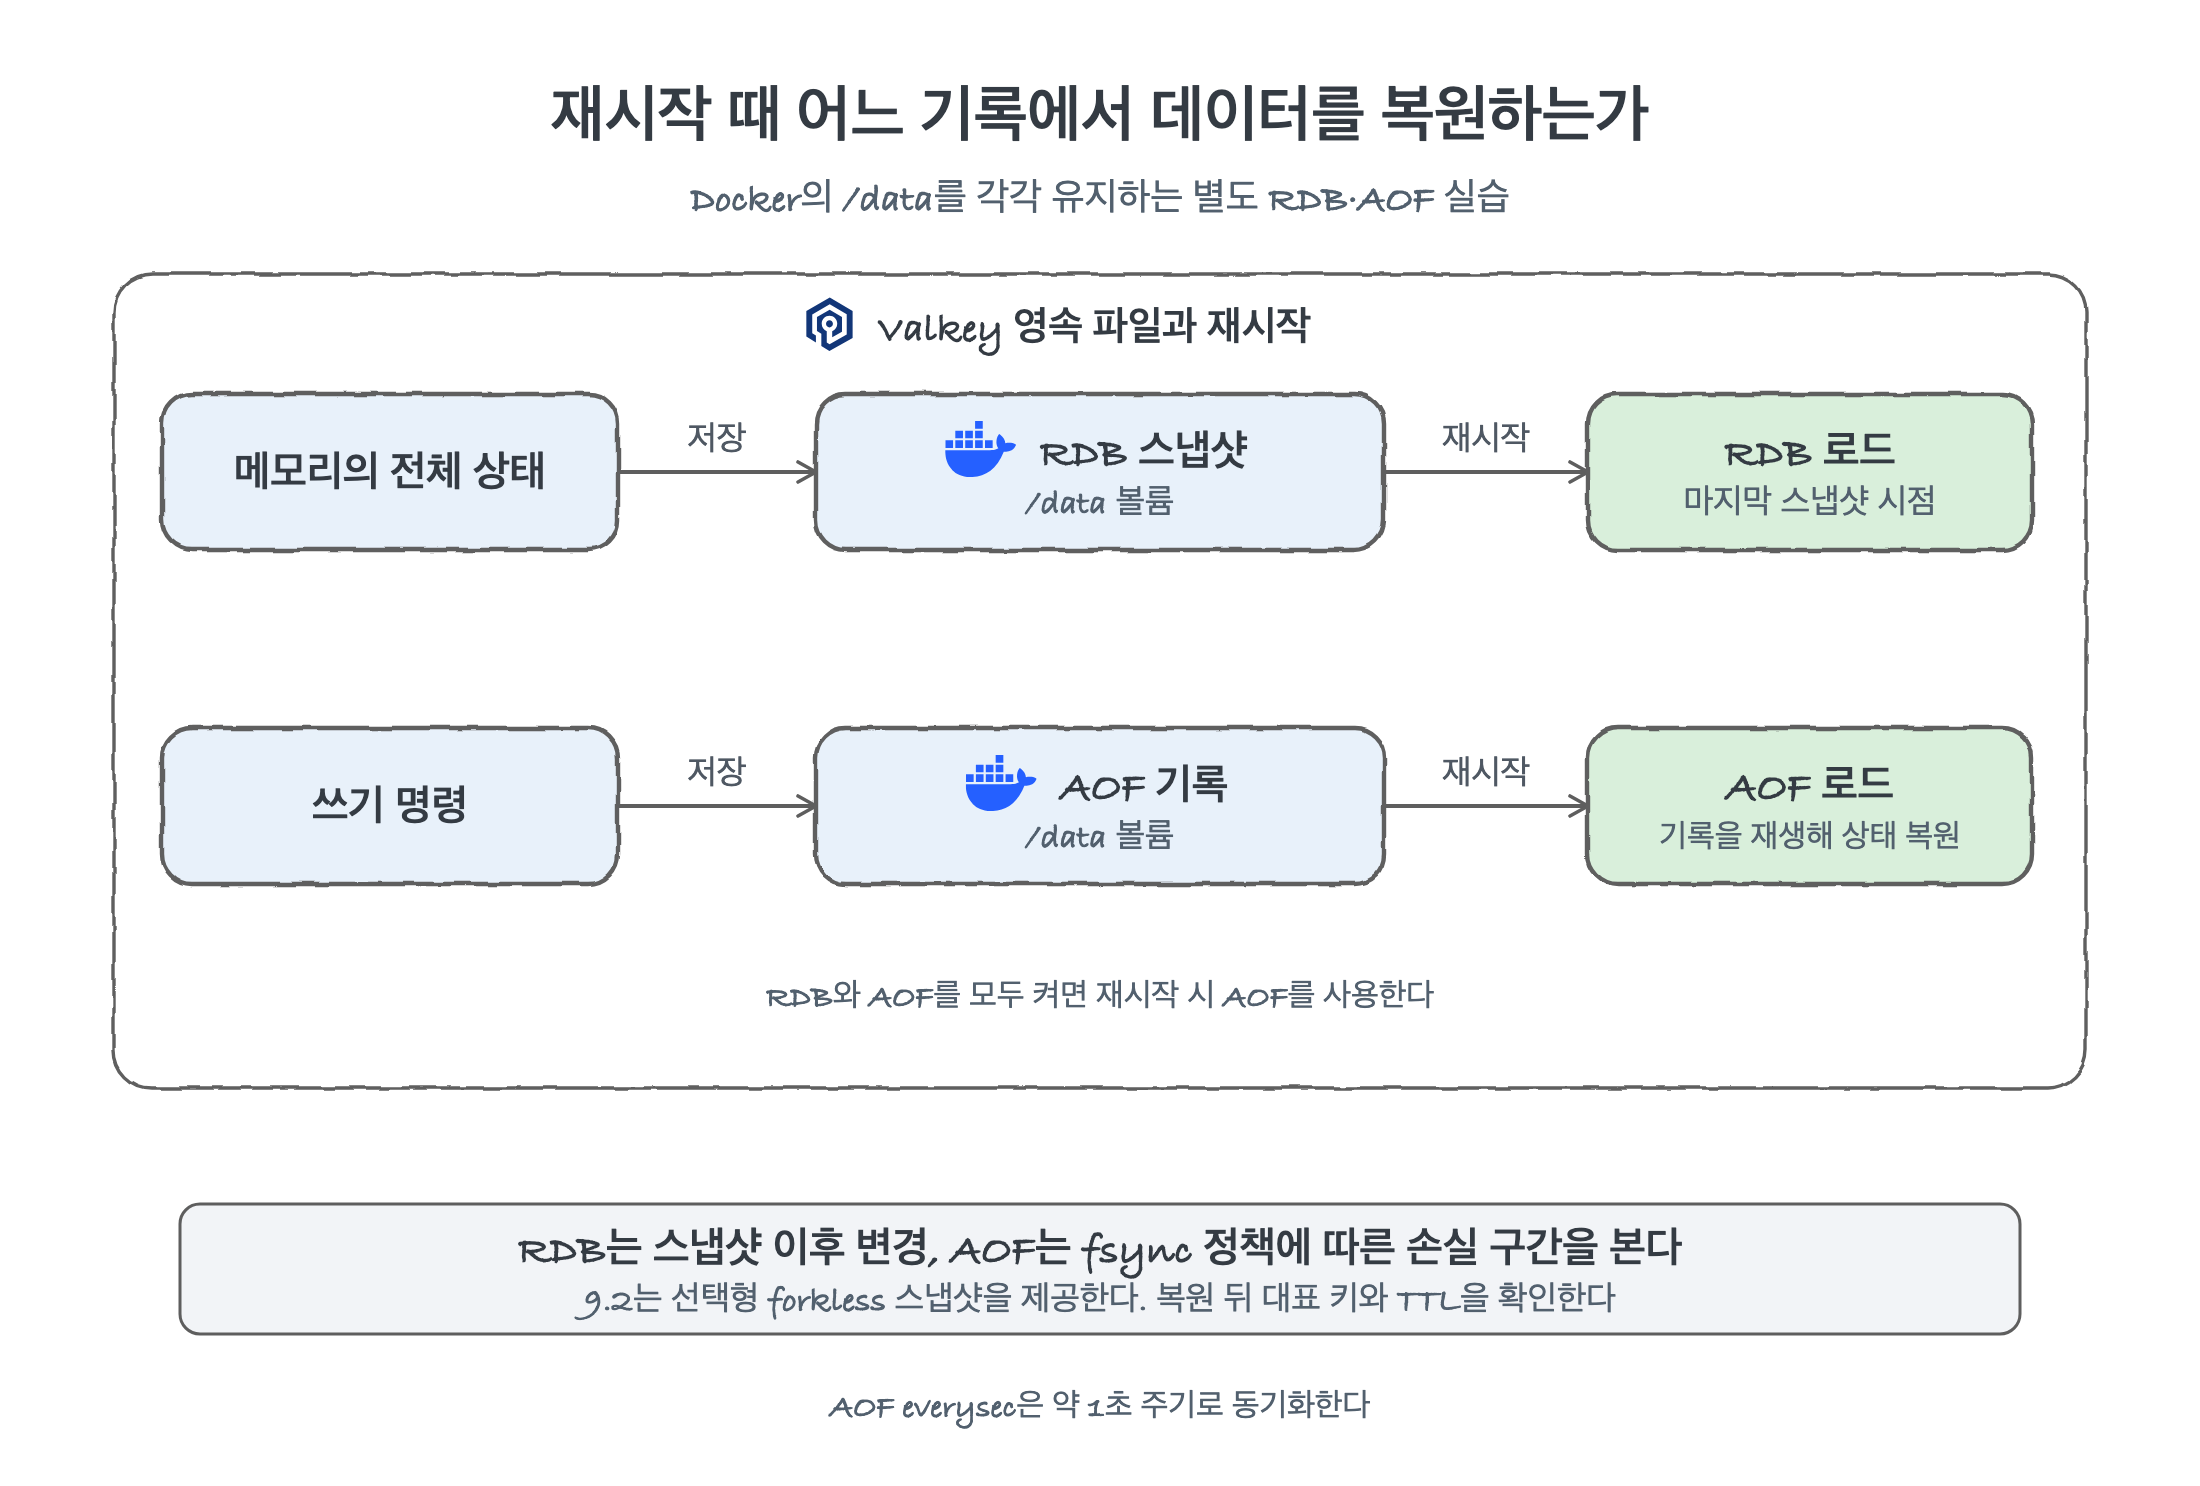 재시작 때 어느 기록에서 데이터를 복원하는가
Docker의 /data를 각각 유지하는 별도 RDB·AOF 실습
Valkey 영속 파일과 재시작
메모리의 전체 상태
저장
RDB 스냅샷
/data 볼륨
재시작
RDB 로드
마지막 스냅샷 시점
쓰기 명령
저장
AOF 기록
/data 볼륨
재시작
AOF 로드
기록을 재생해 상태 복원
RDB와 AOF를 모두 켜면 재시작 시 AOF를 사용한다
RDB는 스냅샷 이후 변경, AOF는 fsync 정책에 따른 손실 구간을 본다
9.2는 선택형 forkless 스냅샷을 제공한다. 복원 뒤 대표 키와 TTL을 확인한다
AOF everysec은 약 1초 주기로 동기화한다